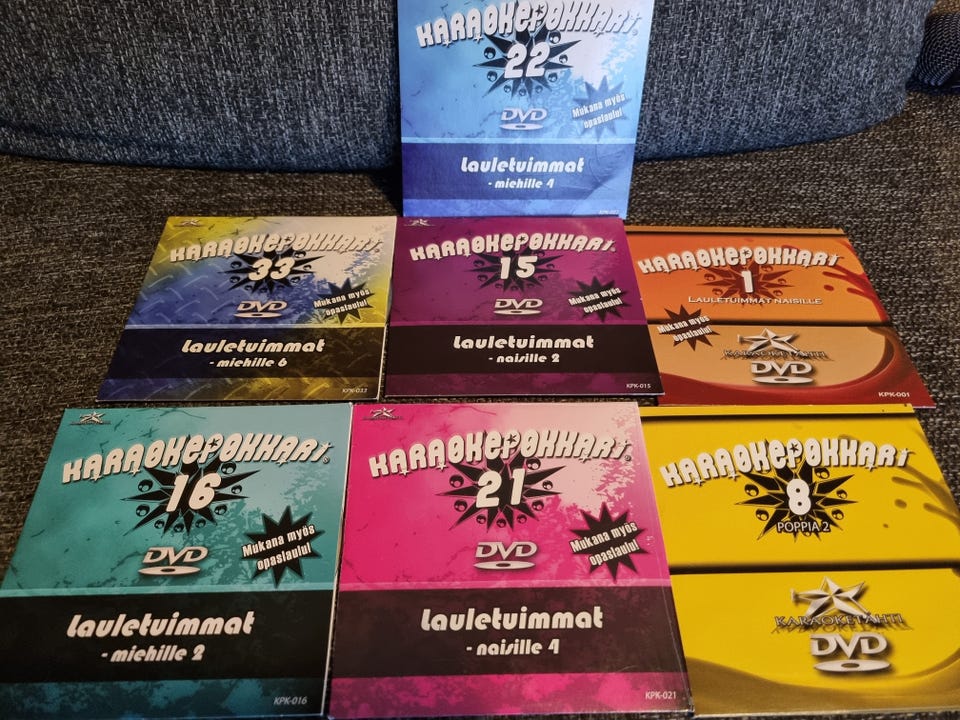 KARAOKEPOKKARI
22
DVD
Mukana myös
opaslaulu!
Lauletuimmat
- miehille 4
KARAOKEPOKKARI
33
DVD
Mukana myös
opaslaulu!
Lauletuimmat
- miehille 6
KPK-033
KARAOKEPOKKARI
15
DVD
Mukana myös
opaslaulu!
Lauletuimmat
- naisille 2
KPK-015
KARAOKEPOKKARI
1
LAULETUIMMAT NAISILLE
Mukana myös
opaslaulu!
KARAOKETÄHTI
DVD
KPK-001
KARAOKEPOKKARI
16
DVD
Mukana myös
opaslaulu!
Lauletuimmat
- miehille 2
KPK-016
KARAOKEPOKKARI
21
DVD
Mukana myös
opaslaulu!
Lauletuimmat
- naisille 4
KPK-021
KARAOKEPOKKARI
8
POPPIA 2
KARAOKETÄHTI
DVD